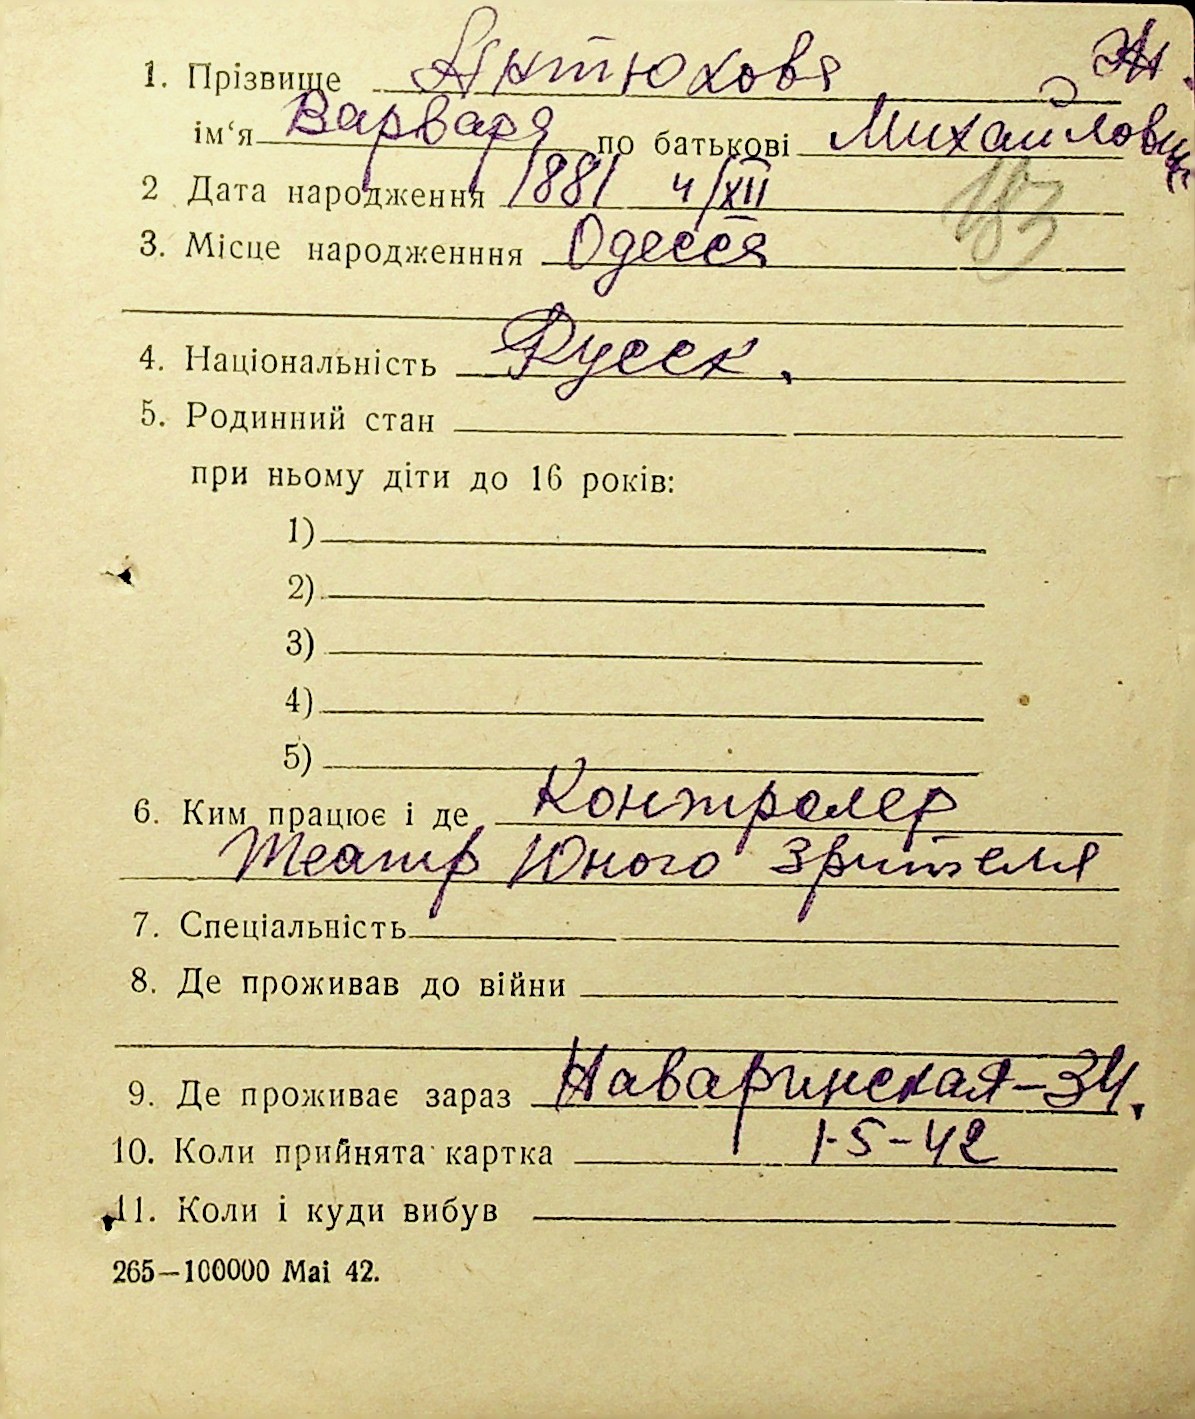 1. Прізвище Антюхова Ж.
ім‘я Варвара по батькові Михайловн
2 Дата народження 1881 4/XII
183
3. Місце народженння Одесса
4. Національність Русск.
5. Родинний стан
при ньому діти до 16 років:
1)
2)
3)
4)
5)
6. Ким працює і де Контролер
Театр Юного Зрителя
7. Спеціальність
8. Де проживав до війни
9. Де проживає зараз Наваринская-34.
10. Коли прийнята картка 1-5-42
11. Коли і куди вибув
265—100000 Mai 42.